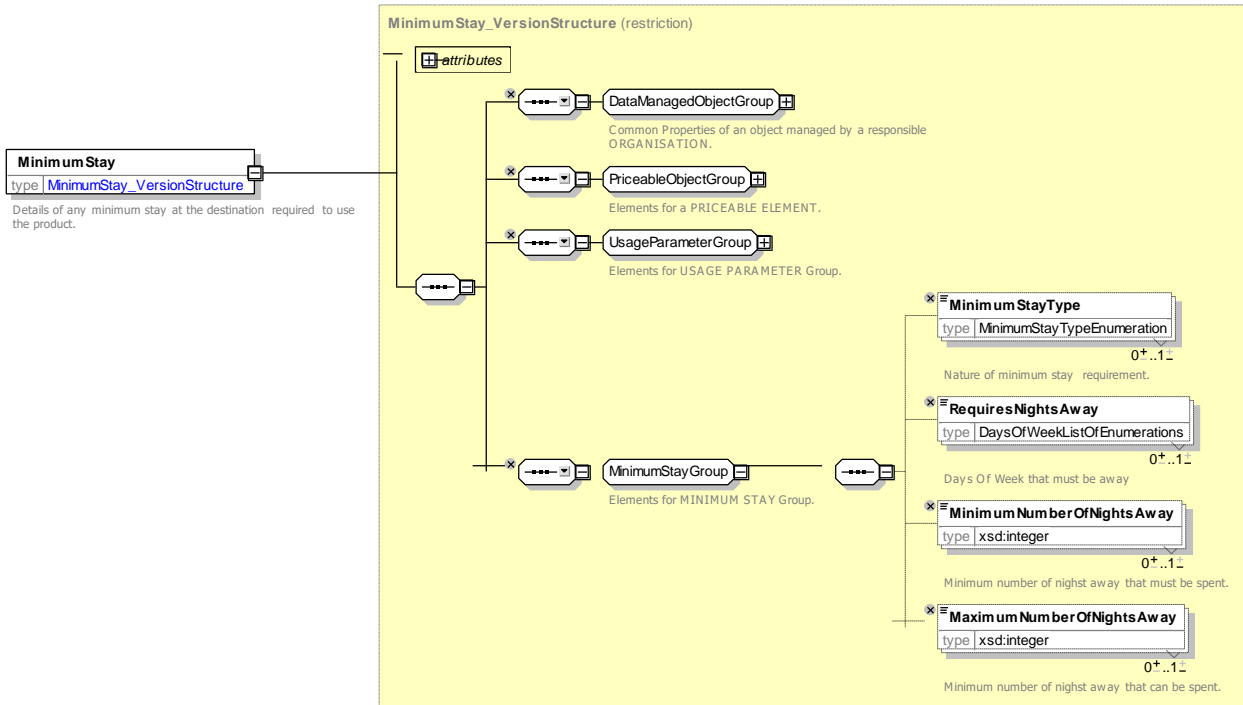 MinimumStay_VersionStructure (restriction)
attributes
DataManagedObjectGroup
Common Properties of an object managed by a responsible
ORGANISATION.
MinimumStay
type MinimumStay_VersionStructure
Details of any minimum stay at the destination required to use
the product.
PriceableObjectGroup
Elements for a PRICEABLE ELEMENT.
UsageParameterGroup
Elements for USAGE PARAMETER Group.
MinimumStayType
type MinimumStayTypeEnumeration
0..1
Nature of minimum stay requirement.
RequiresNightsAway
type DaysOfWeekListOfEnumerations
0..1
Days Of Week that must be away
MinimumStayGroup
Elements for MINIMUM STAY Group.
MinimumNumberOfNightsAway
type xsd:integer
0..1
Minimum number of nighst away that must be spent.
MaximumNumberOfNightsAway
type xsd:integer
0..1
Minimum number of nighst away that can be spent.